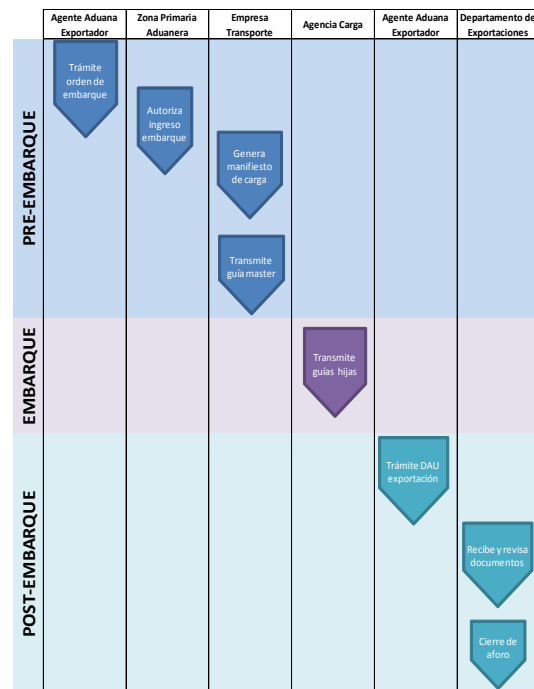 Agente Aduana
Exportador
Zona Primaria
Aduanera
Empresa
Transporte
Agencia Carga
Agente Aduana
Exportador
Departamento de
Exportaciones
PRE-EMBARQUE
Trámite
orden de
embarque
Autoriza
ingreso
embarque
Genera
manifiesto
de carga
Transmite
guía master
EMBARQUE
Transmite
guías hijas
POST-EMBARQUE
Trámite DAU
exportación
Recibe y revisa
documentos
Cierre de
aforo